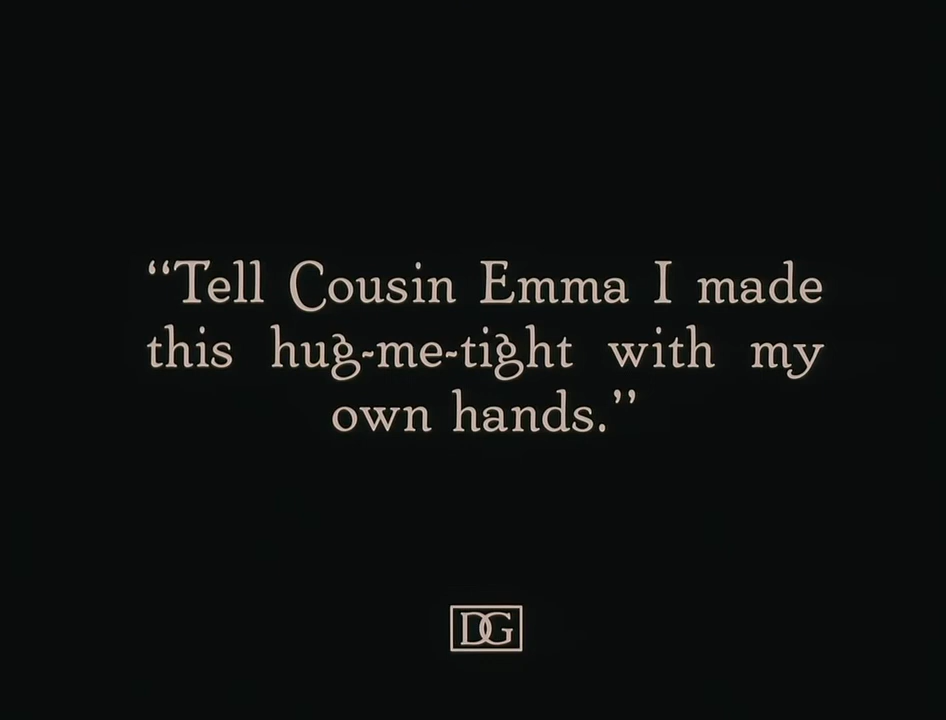 “Tell Cousin Emma I made
this hug-me-tight with my
own hands.”
DG